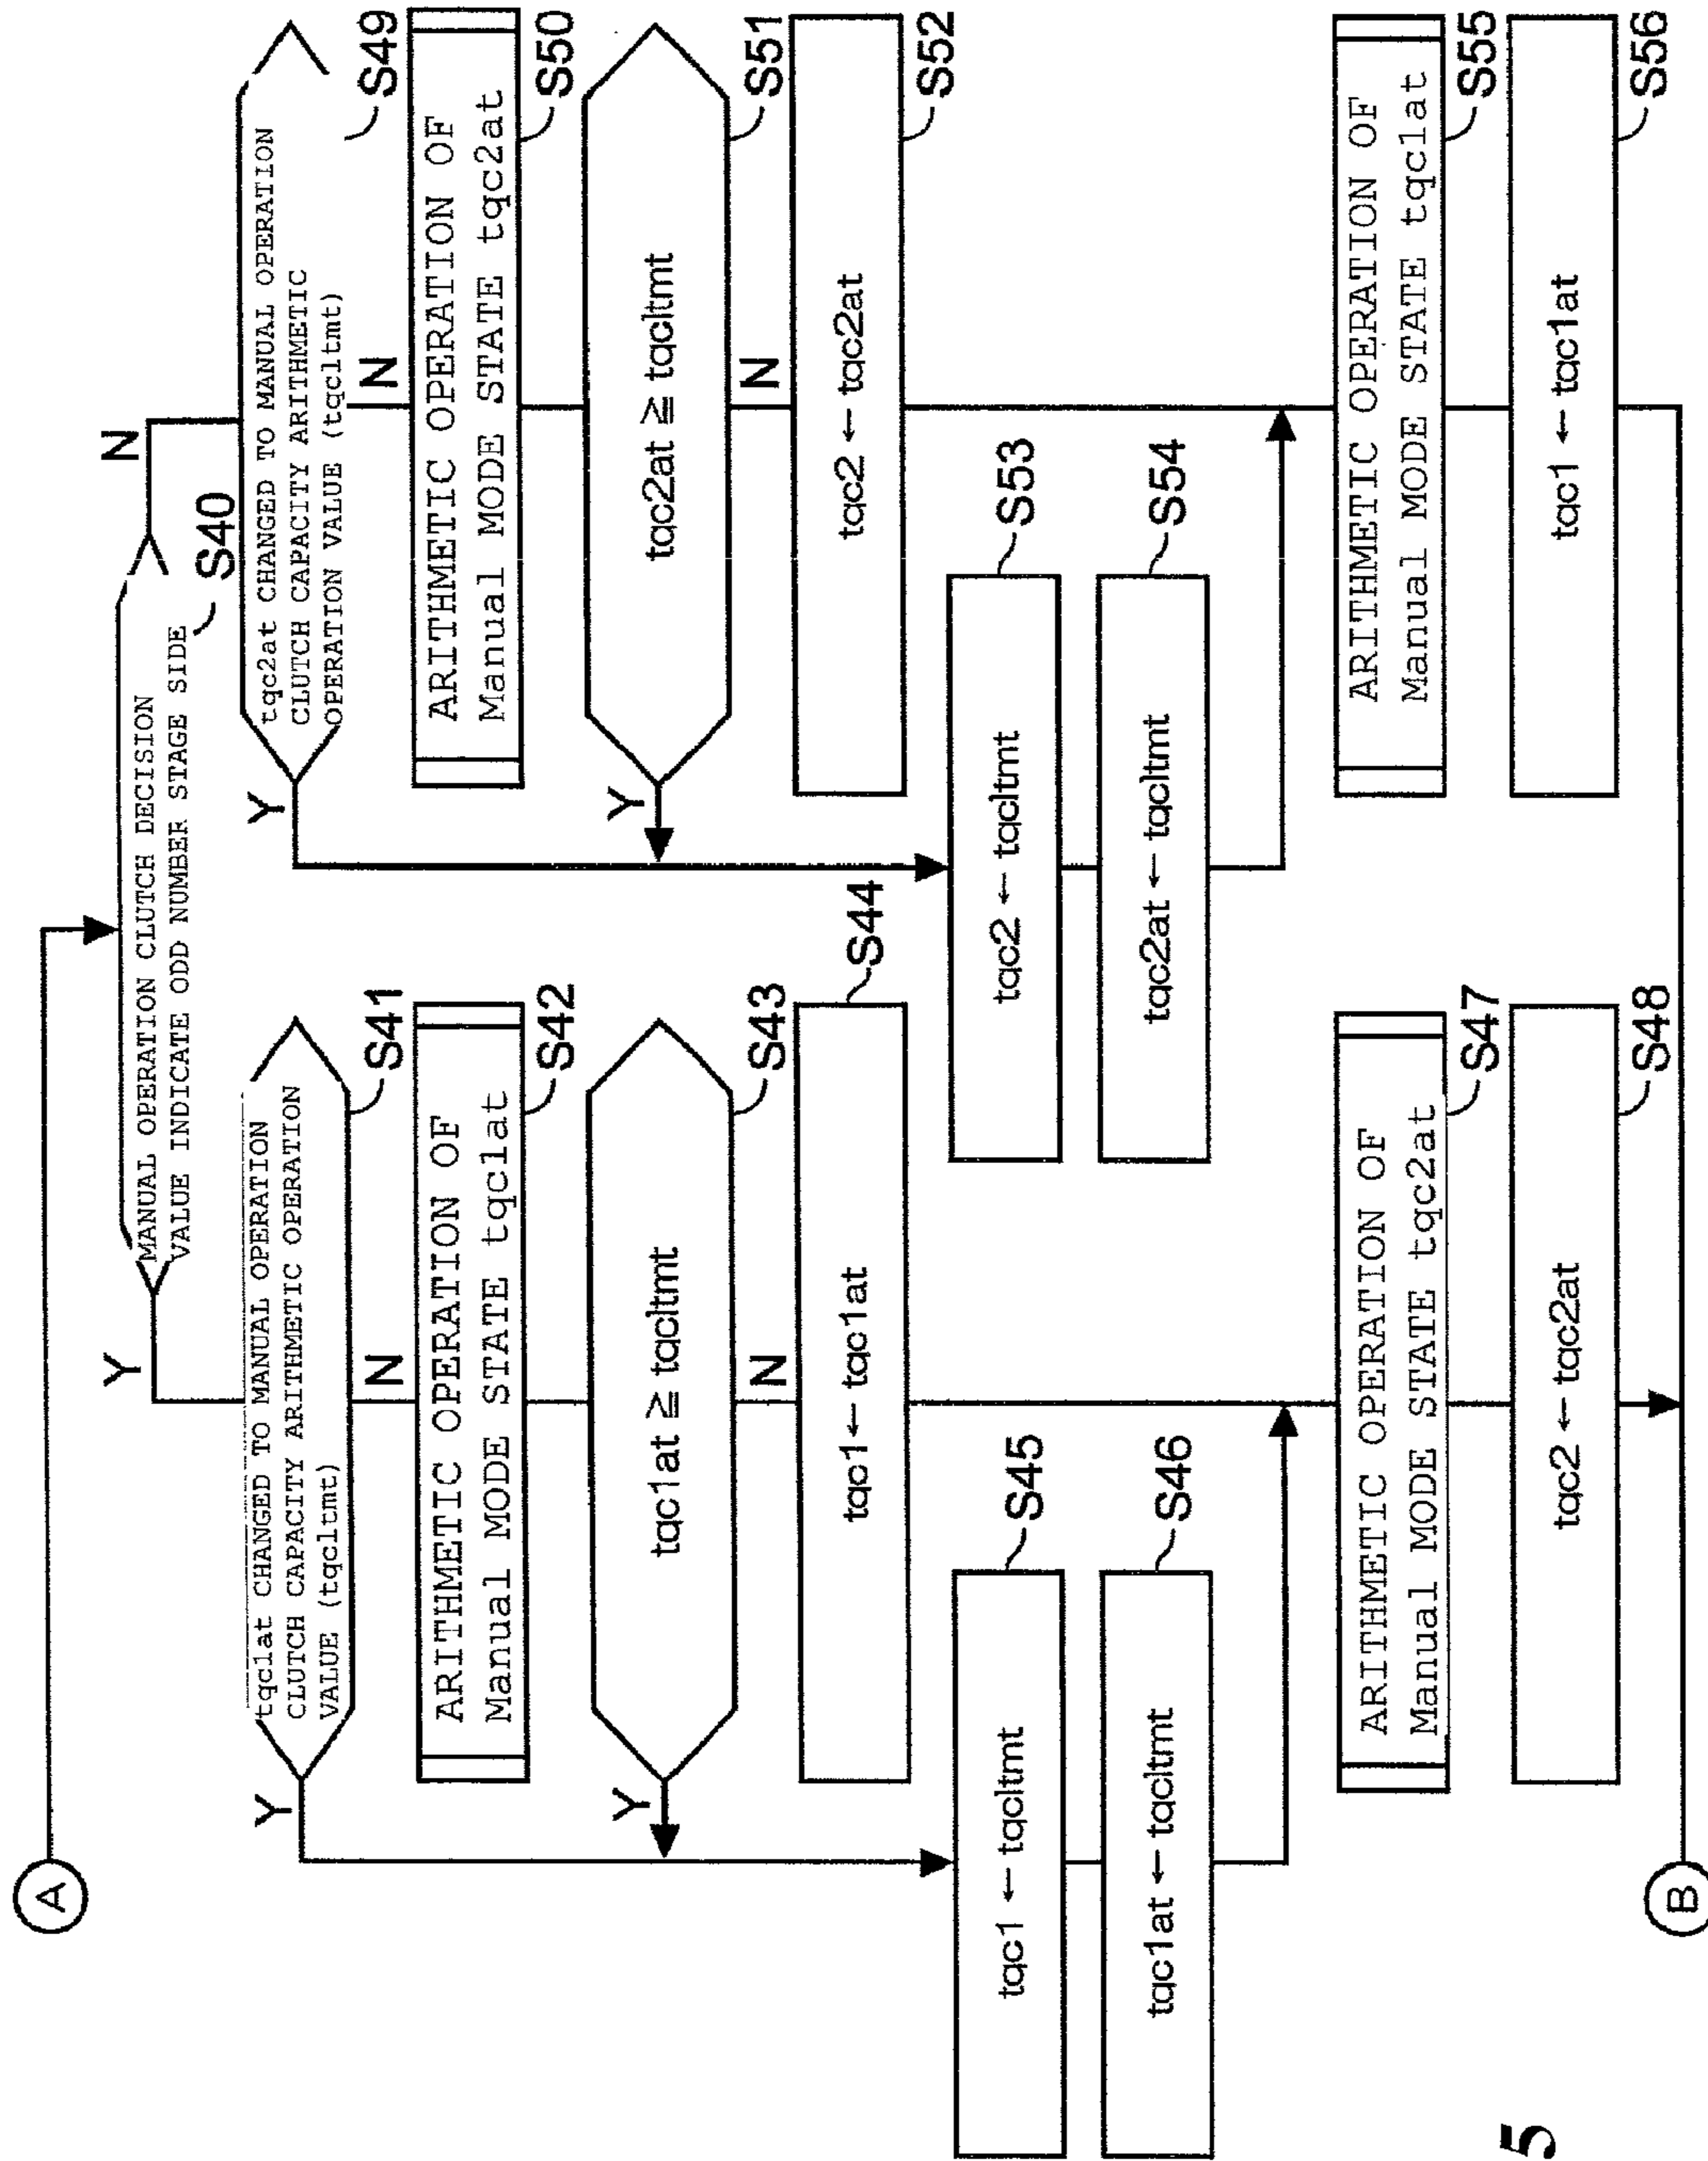 A
MANUAL OPERATION CLUTCH DECISION
VALUE INDICATE ODD NUMBER STAGE SIDE
S40
Y
N
tqc1at CHANGED TO MANUAL OPERATION
CLUTCH CAPACITY ARITHMETIC OPERATION
VALUE (tqcltmt)
S41
Y
N
ARITHMETIC OPERATION OF
Manual MODE STATE tqc1at
S42
tqc1at ≧ tqcltmt
S43
Y
N
tqc1 ← tqc1at
S44
tqc1 ← tqcltmt
S45
tqc1at ← tqcltmt
S46
ARITHMETIC OPERATION OF
Manual MODE STATE tqc2at
S47
tqc2 ← tqc2at
S48
tqc2at CHANGED TO MANUAL OPERATION
CLUTCH CAPACITY ARITHMETIC
OPERATION VALUE (tqcltmt)
S49
Y
N
ARITHMETIC OPERATION OF
Manual MODE STATE tqc2at
S50
tqc2at ≧ tqcltmt
S51
Y
N
tqc2 ← tqc2at
S52
tqc2 ← tqcltmt
S53
tqc2at ← tqcltmt
S54
ARITHMETIC OPERATION OF
Manual MODE STATE tqc1at
S55
tqc1 ← tqc1at
S56
B
5